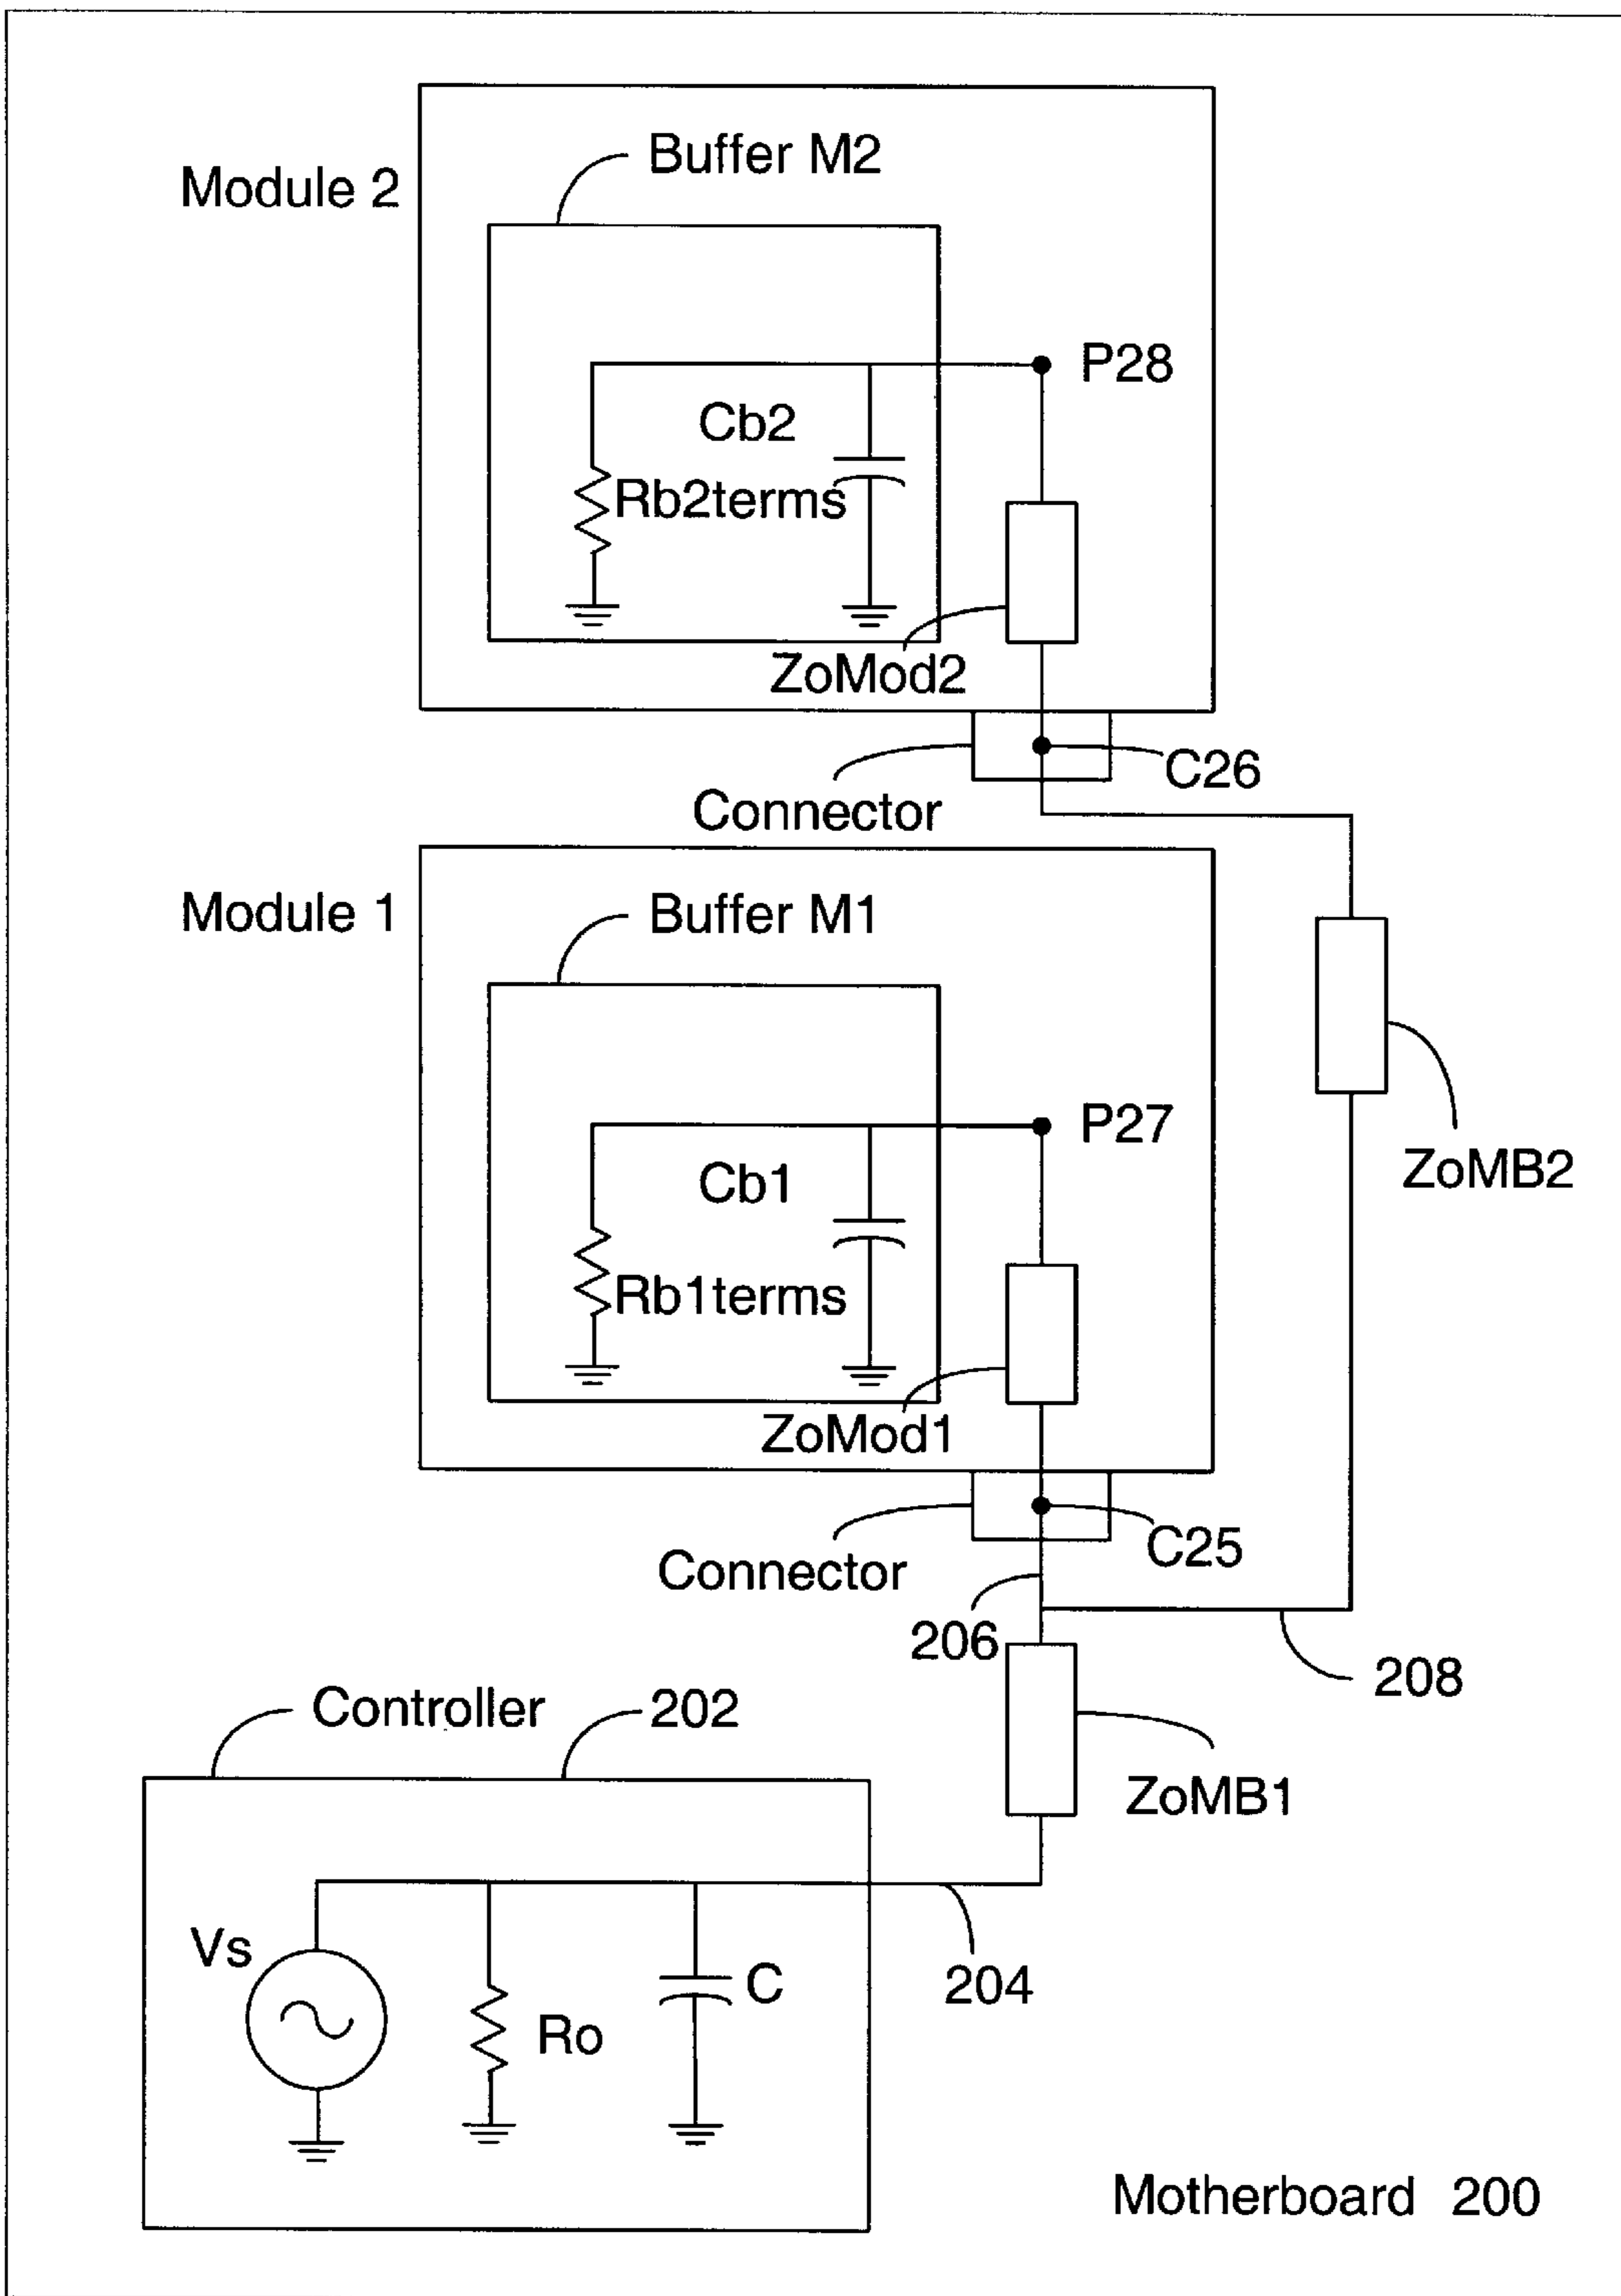 Buffer M2
Module 2
P28
Cb2
Rb2terms
ZoMod2
C26
Connector
Module 1
Buffer M1
P27
ZoMB2
Cb1
Rb1terms
ZoMod1
C25
Connector
206
208
Controller
202
ZoMB1
Vs
C
204
Ro
Motherboard 200